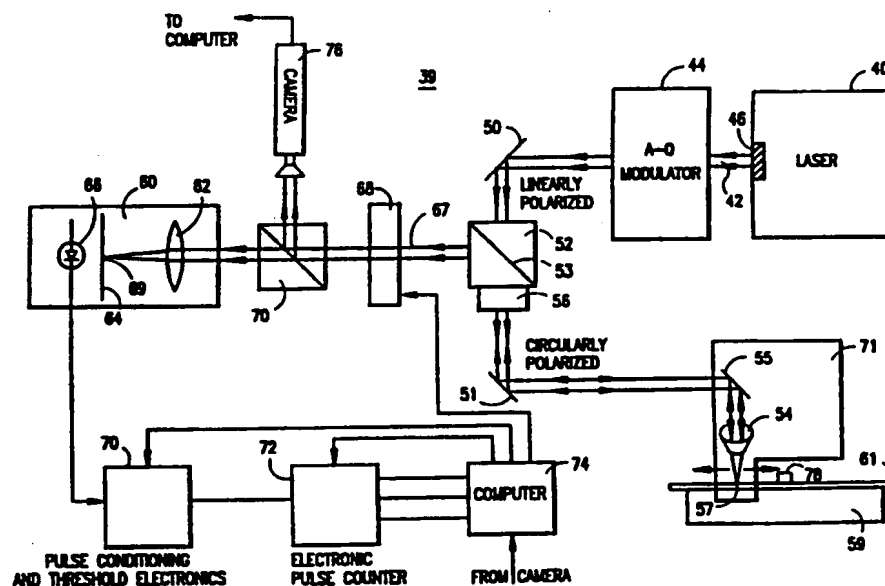 TO
COMPUTER
76
CAMERA
39
44
40
46
A-O
MODULATOR
LASER
42
50
LINEARLY
POLARIZED
66
60
62
68
67
52
53
56
69
64
70
CIRCULARLY
POLARIZED
51
55
71
54
70
72
74
COMPUTER
78
61
57
59
PULSE CONDITIONING
AND THRESHOLD ELECTRONICS
ELECTRONIC
PULSE COUNTER
FROM CAMERA